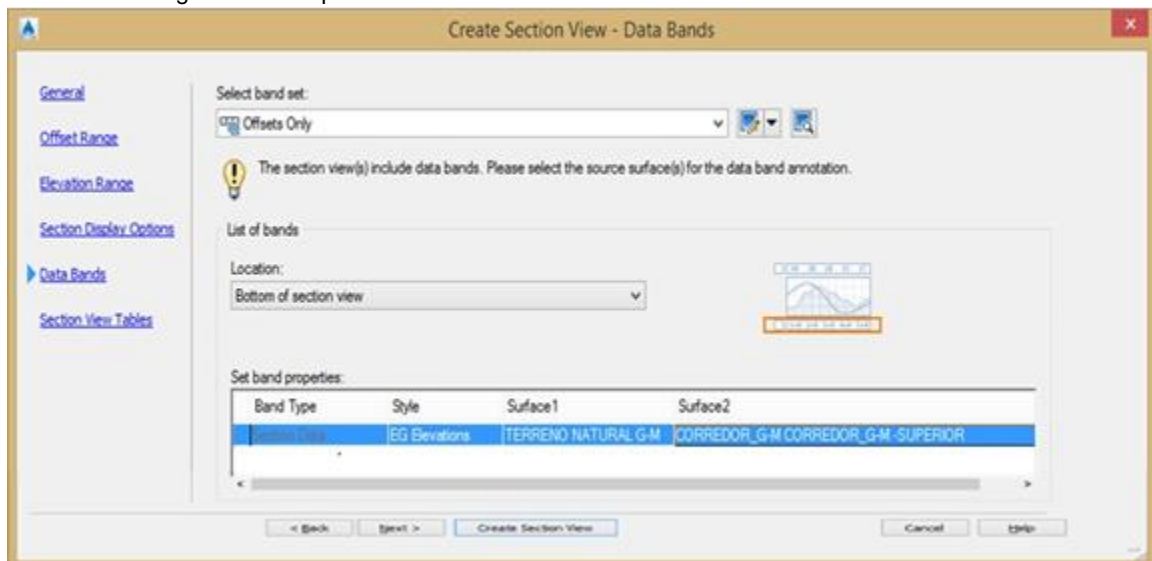 Create Section View - Data Bands
General
Offset Range
Elevation Range
Section Display Options
Data Bands
Section View Tables
Select band set:
Offsets Only
The section view(s) include data bands. Please select the source surface(s) for the data band annotation.
List of bands
Location:
Bottom of section view
Set band properties:
Band Type Style Surface1 Surface2
Section Data EG Elevations TERRENO NATURAL G-M CORREDOR_G-M CORREDOR_G-M -SUPERIOR
< Back Next > Create Section View Cancel Help